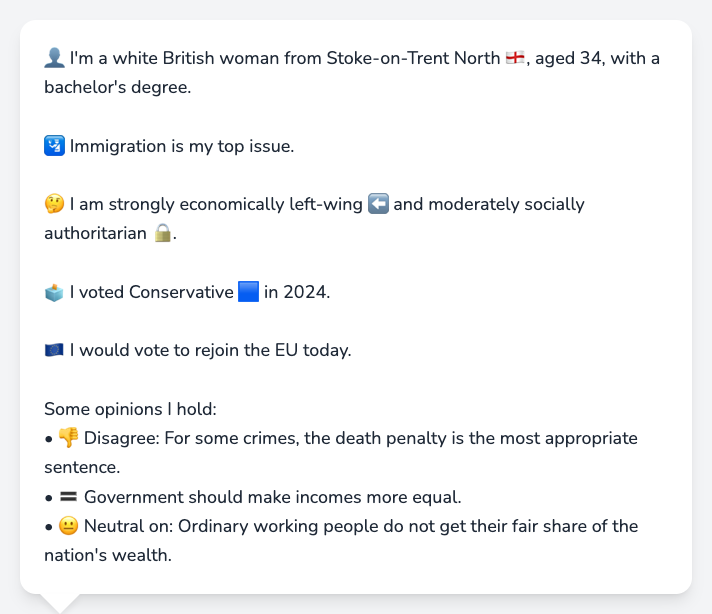 👤 I'm a white British woman from Stoke-on-Trent North 🏴󠁧󠁢󠁥󠁮󠁧󠁿, aged 34, with a
bachelor's degree.
🛂 Immigration is my top issue.
🤔 I am strongly economically left-wing ⬅️ and moderately socially
authoritarian 🔒.
🗳️ I voted Conservative 🟦 in 2024.
🇪🇺 I would vote to rejoin the EU today.
Some opinions I hold:
• 👎 Disagree: For some crimes, the death penalty is the most appropriate
sentence.
• 🟰 Government should make incomes more equal.
• 😐 Neutral on: Ordinary working people do not get their fair share of the
nation's wealth.